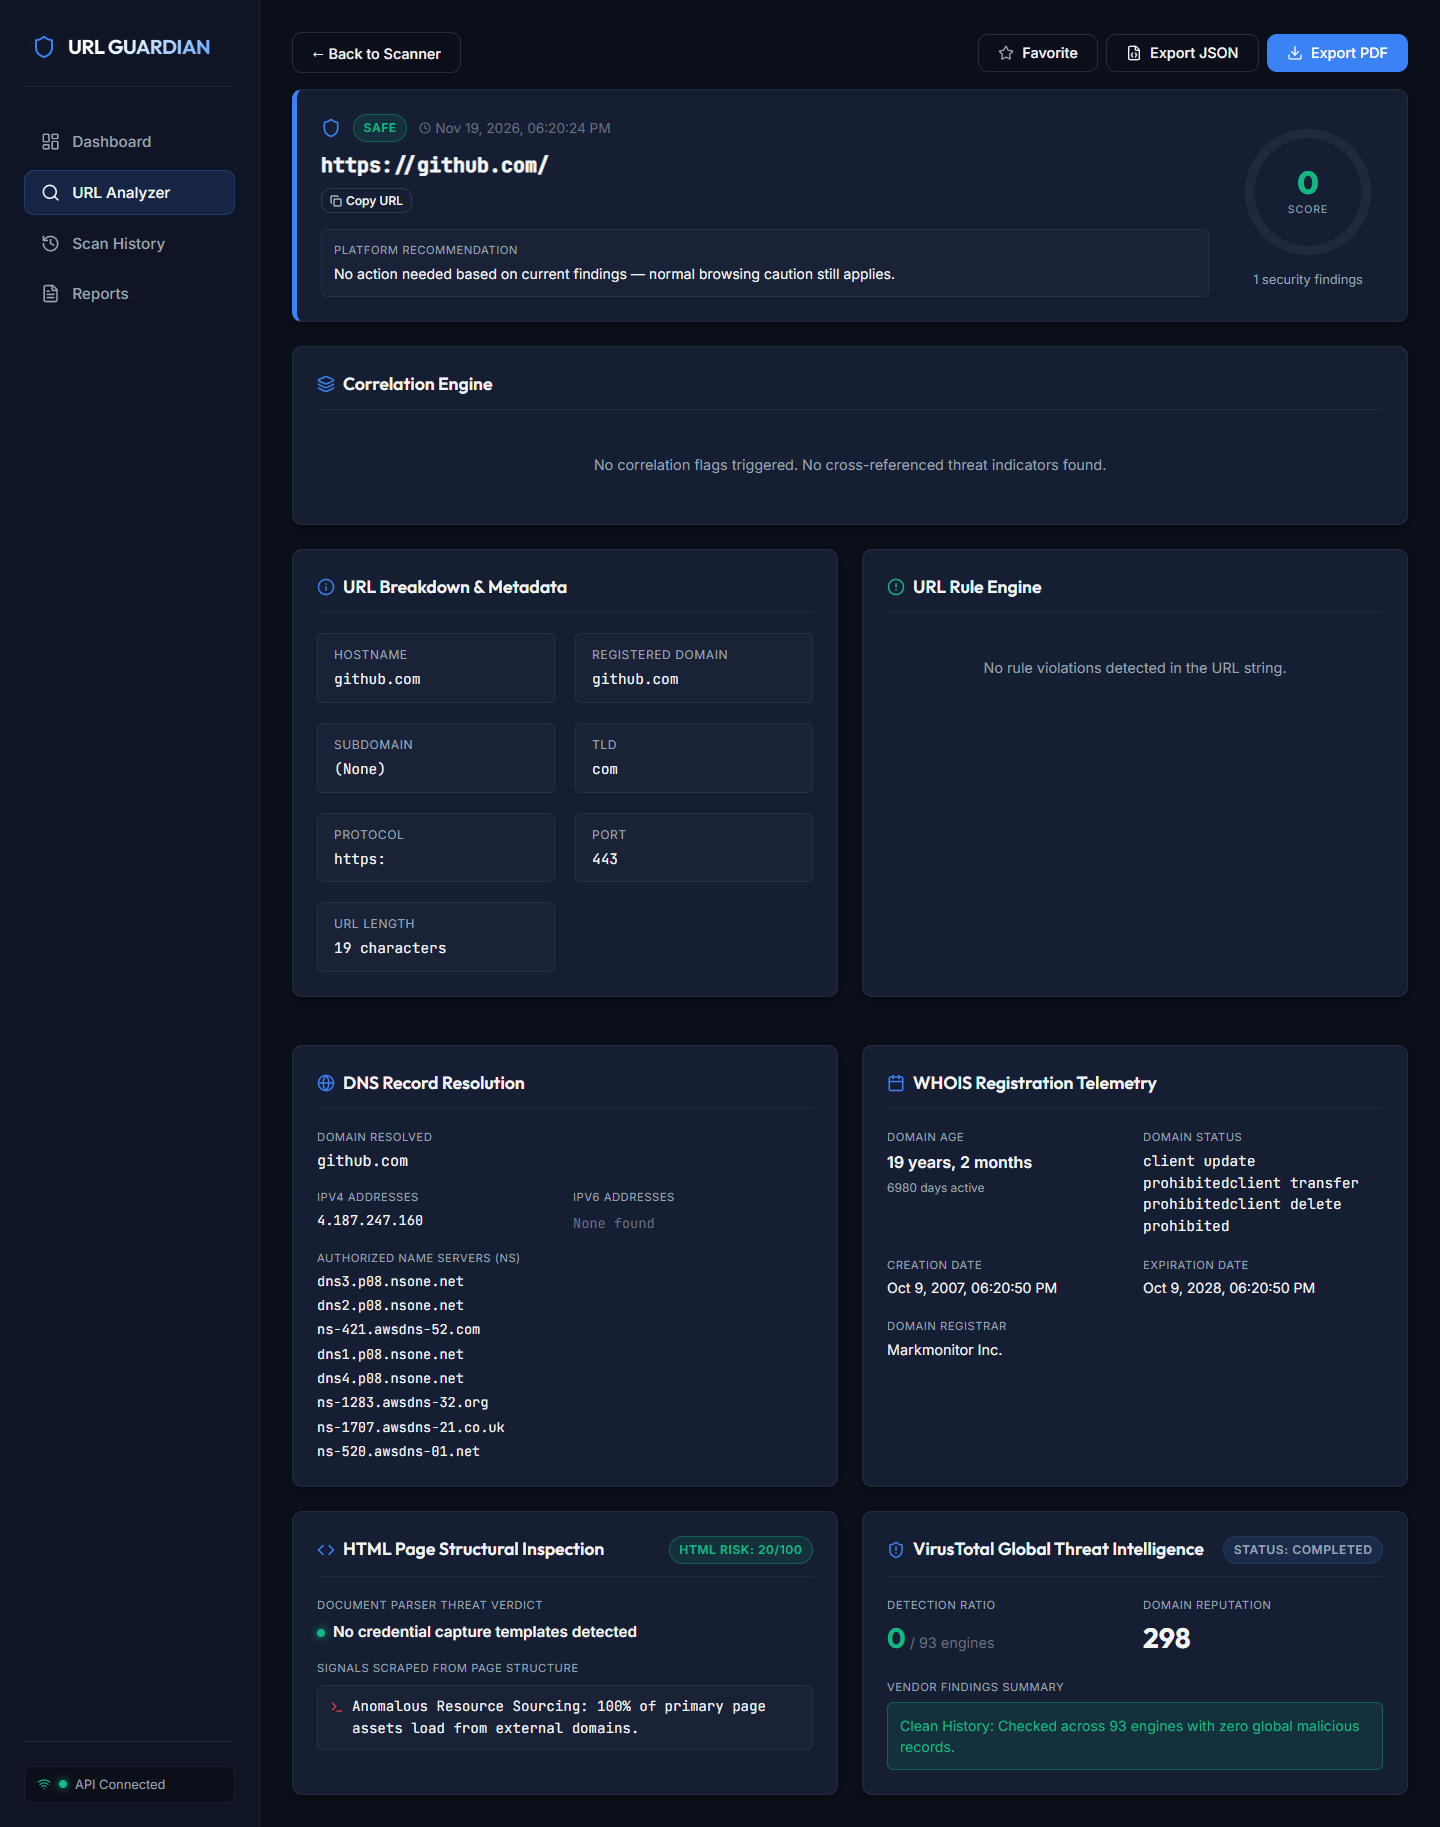 URL GUARDIAN
Dashboard
URL Analyzer
Scan History
Reports
API Connected
← Back to Scanner
Favorite
Export JSON
Export PDF
SAFE
Nov 19, 2026, 06:20:24 PM
https://github.com/
Copy URL
PLATFORM RECOMMENDATION
No action needed based on current findings — normal browsing caution still applies.
0
SCORE
1 security findings
Correlation Engine
No correlation flags triggered. No cross-referenced threat indicators found.
URL Breakdown & Metadata
HOSTNAME
github.com
REGISTERED DOMAIN
github.com
SUBDOMAIN
(None)
TLD
com
PROTOCOL
https:
PORT
443
URL LENGTH
19 characters
URL Rule Engine
No rule violations detected in the URL string.
DNS Record Resolution
DOMAIN RESOLVED
github.com
IPV4 ADDRESSES
4.187.247.160
IPV6 ADDRESSES
None found
AUTHORIZED NAME SERVERS (NS)
dns3.p08.nsone.net
dns2.p08.nsone.net
ns-421.awsdns-52.com
dns1.p08.nsone.net
dns4.p08.nsone.net
ns-1283.awsdns-32.org
ns-1707.awsdns-21.co.uk
ns-520.awsdns-01.net
WHOIS Registration Telemetry
DOMAIN AGE
19 years, 2 months
6980 days active
DOMAIN STATUS
client update
prohibitedclient transfer
prohibitedclient delete
prohibited
CREATION DATE
Oct 9, 2007, 06:20:50 PM
EXPIRATION DATE
Oct 9, 2028, 06:20:50 PM
DOMAIN REGISTRAR
Markmonitor Inc.
HTML Page Structural Inspection
HTML RISK: 20/100
DOCUMENT PARSER THREAT VERDICT
No credential capture templates detected
SIGNALS SCRAPED FROM PAGE STRUCTURE
Anomalous Resource Sourcing: 100% of primary page
assets load from external domains.
VirusTotal Global Threat Intelligence
STATUS: COMPLETED
DETECTION RATIO
0 / 93 engines
DOMAIN REPUTATION
298
VENDOR FINDINGS SUMMARY
Clean History: Checked across 93 engines with zero global malicious
records.